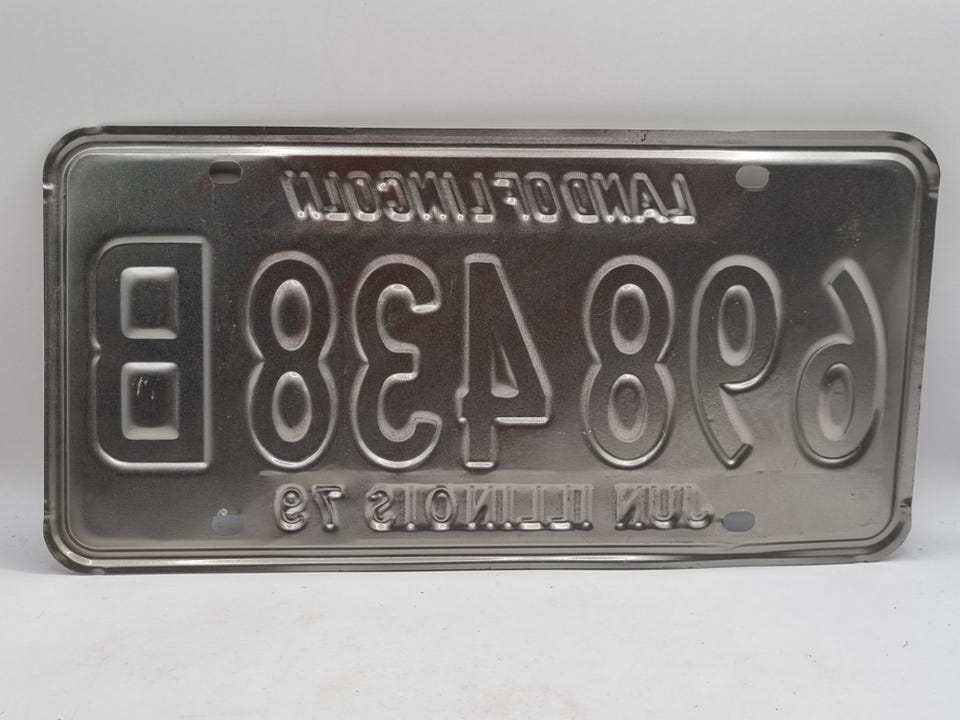 LAND OF LINCOLN
698 438 B
JUN. ILLINOIS 79